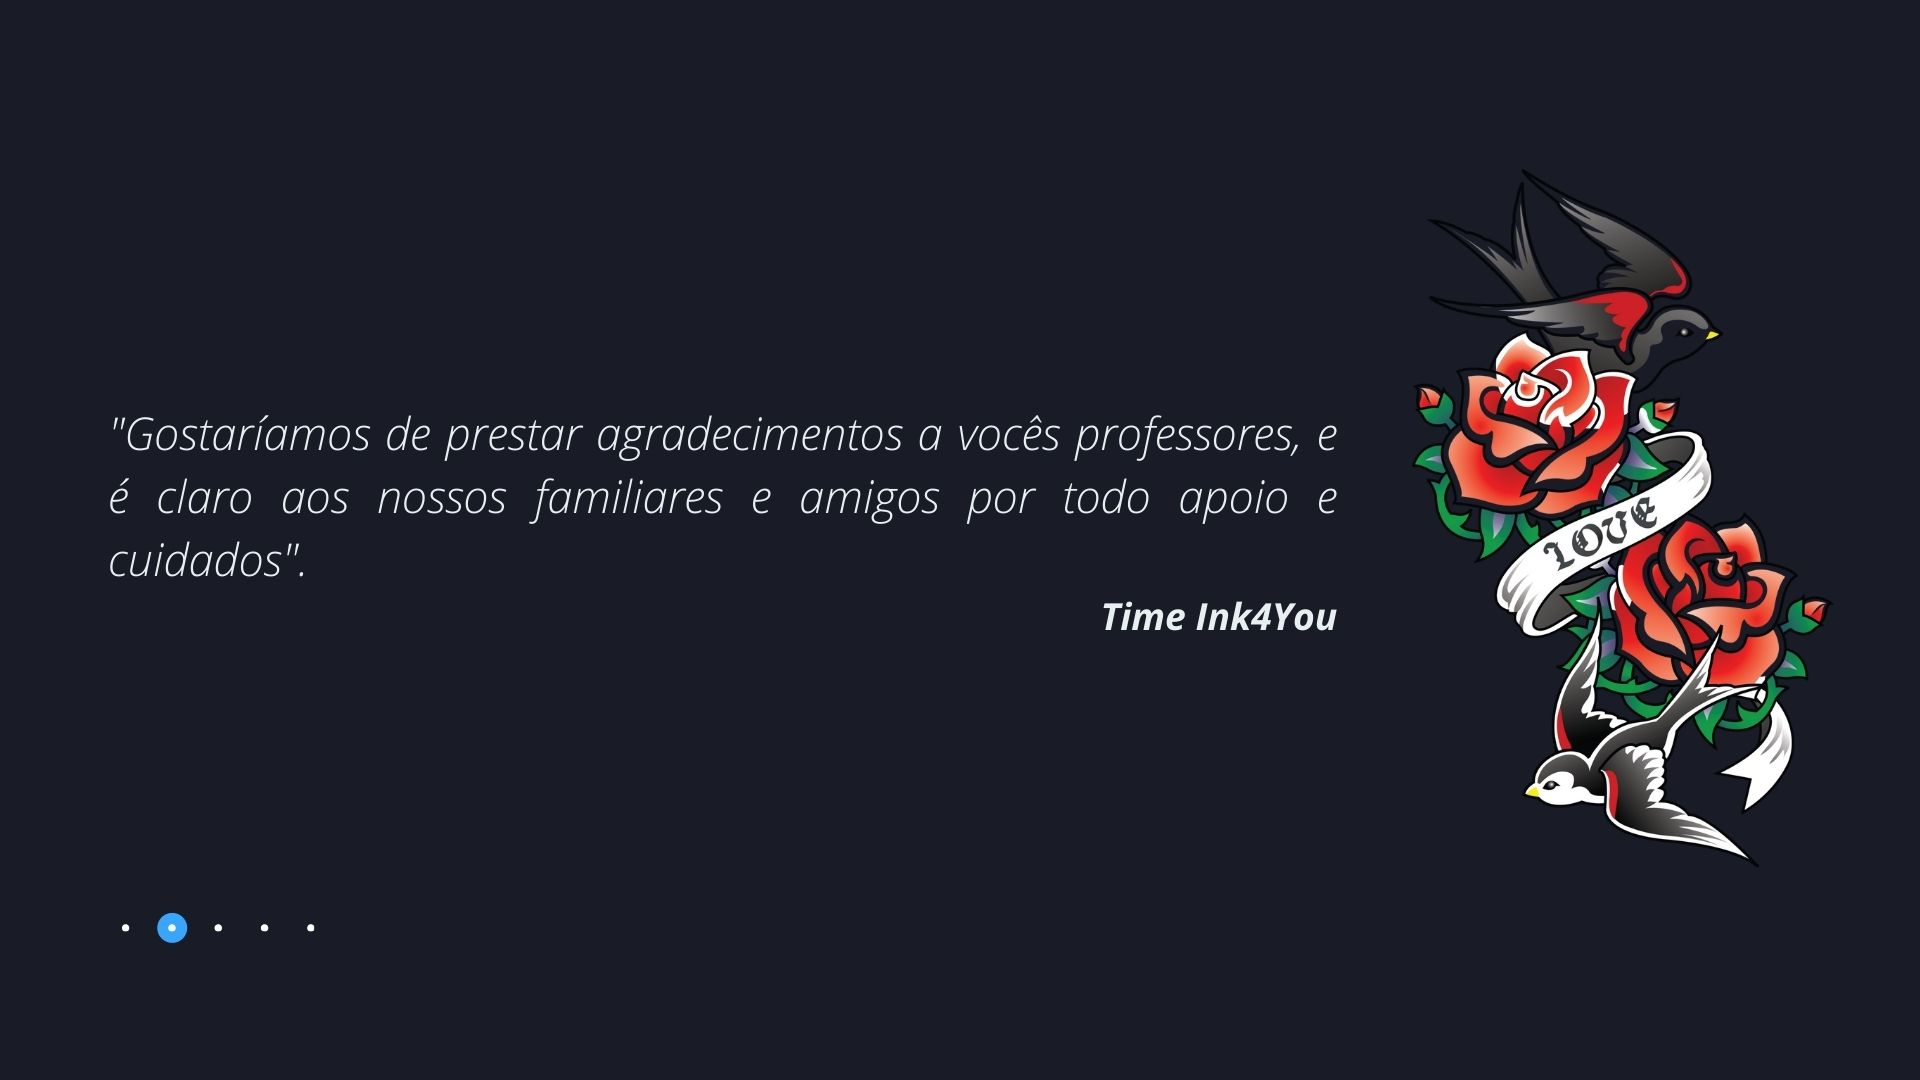 "Gostaríamos de prestar agradecimentos a vocês professores, e
é claro aos nossos familiares e amigos por todo apoio e
cuidados".
Time Ink4You
LOVE